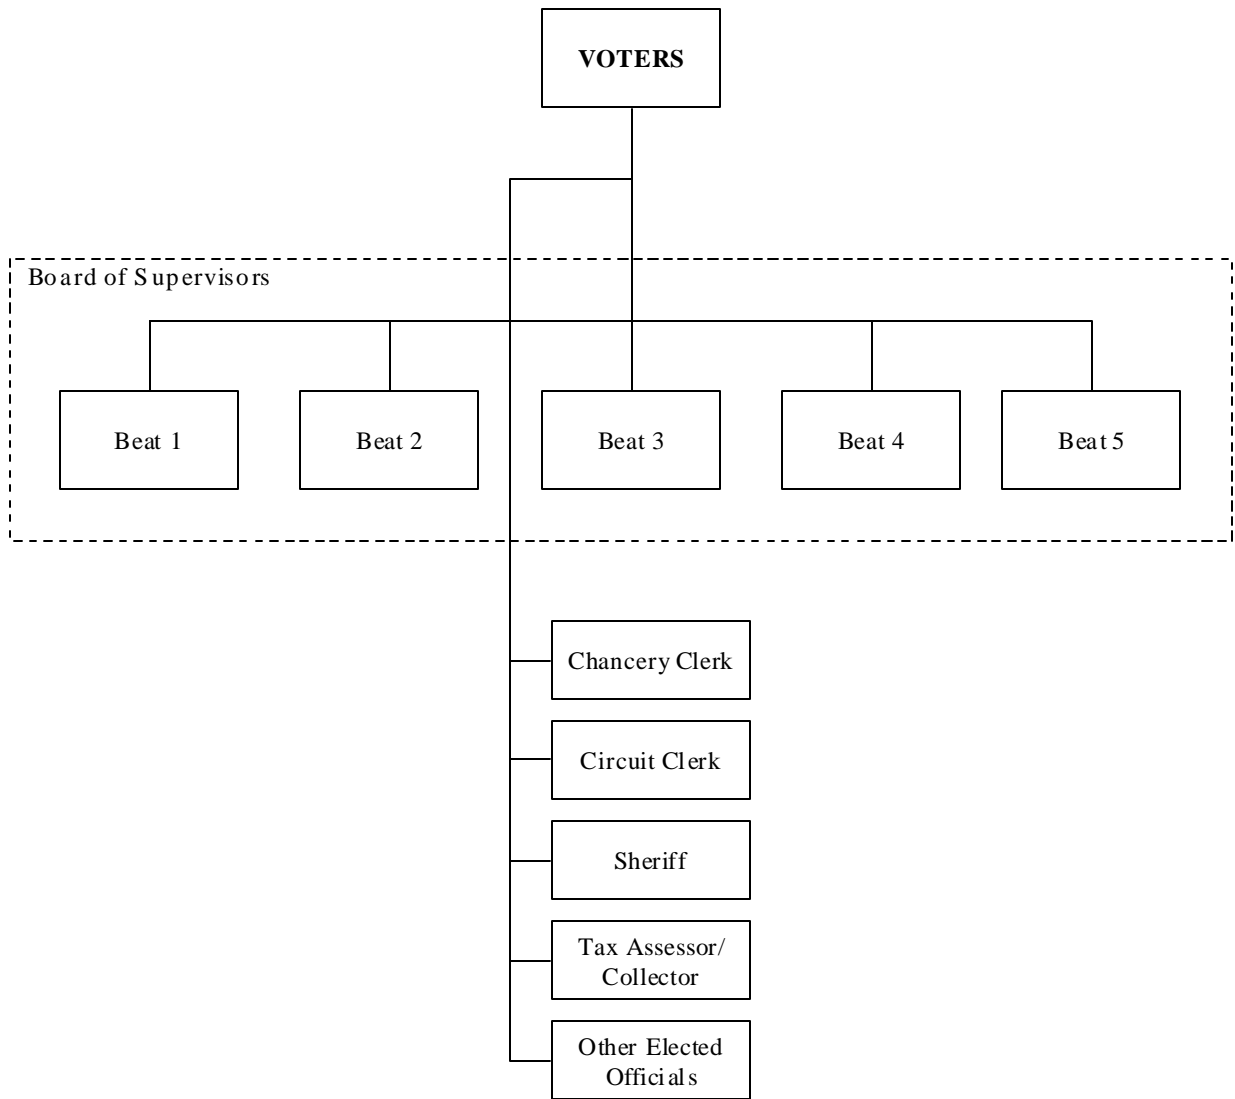 VOTERS
Board of Supervisors
Beat 1
Beat 2
Beat 3
Beat 4
Beat 5
Chancery Clerk
Circuit Clerk
Sheriff
Tax Assessor/
Collector
Other Elected
Officials